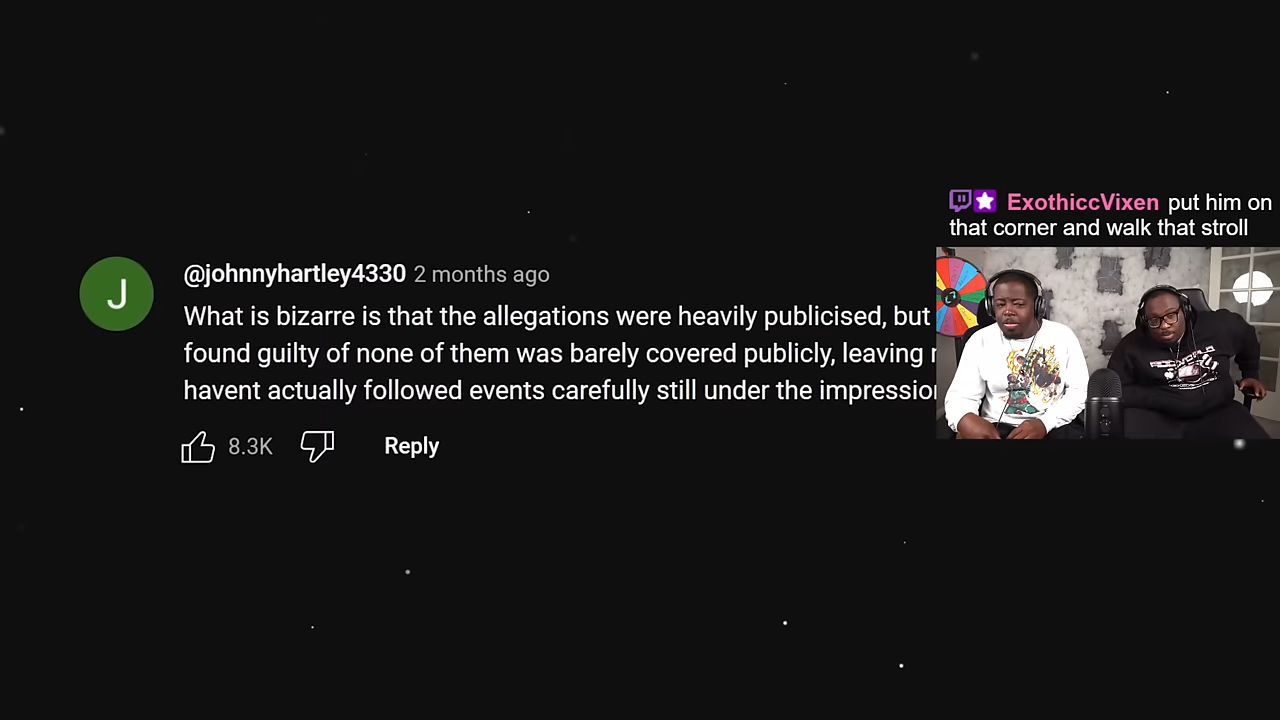 ExothiccVixen put him on
that corner and walk that stroll
@johnnyhartley4330 2 months ago
What is bizarre is that the allegations were heavily publicised, but
found guilty of none of them was barely covered publicly, leaving
havent actually followed events carefully still under the impression
8.3K Reply